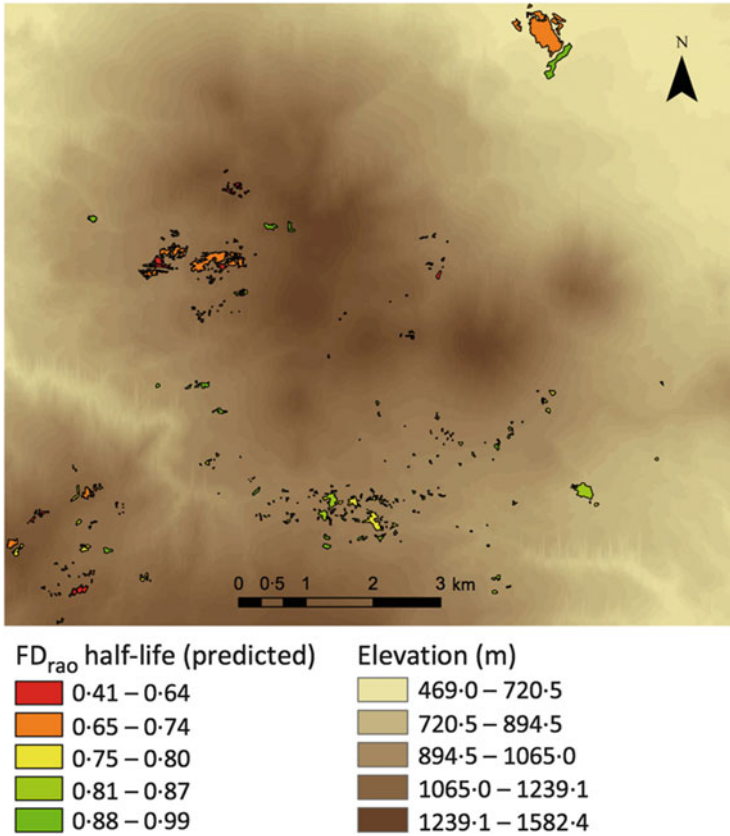 N
0 0·5 1 2 3 km
FD_rao half-life (predicted)
0·41 – 0·64
0·65 – 0·74
0·75 – 0·80
0·81 – 0·87
0·88 – 0·99
Elevation (m)
469·0 – 720·5
720·5 – 894·5
894·5 – 1065·0
1065·0 – 1239·1
1239·1 – 1582·4